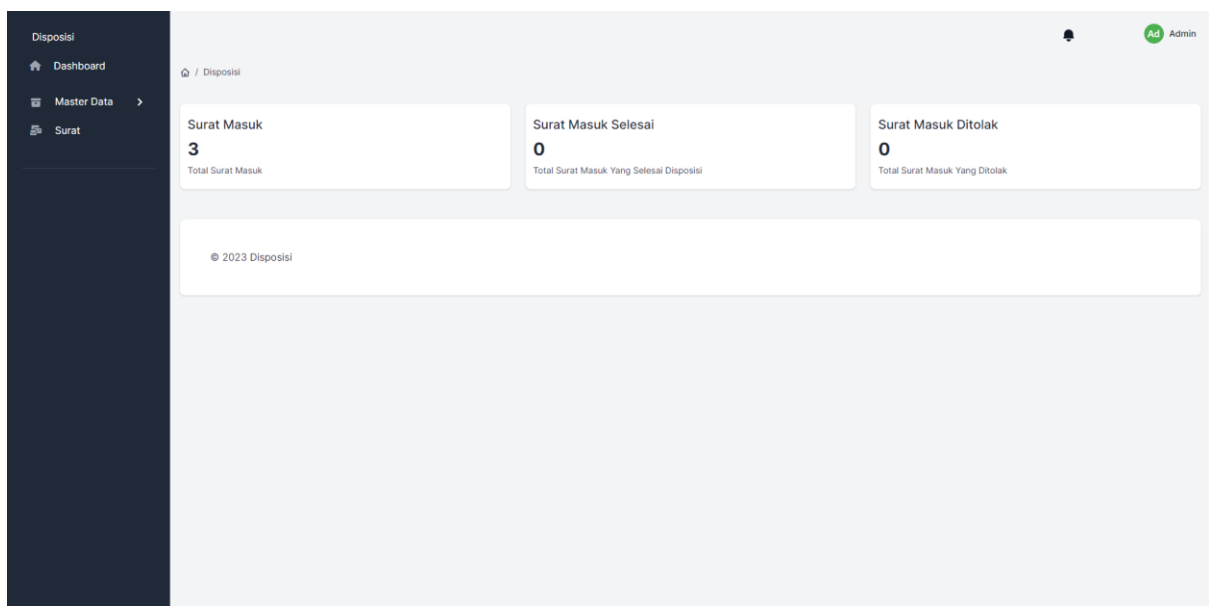 Disposisi
Dashboard
Master Data
Surat
Ad Admin
/ Disposisi
Surat Masuk
3
Total Surat Masuk
Surat Masuk Selesai
0
Total Surat Masuk Yang Selesai Disposisi
Surat Masuk Ditolak
0
Total Surat Masuk Yang Ditolak
© 2023 Disposisi